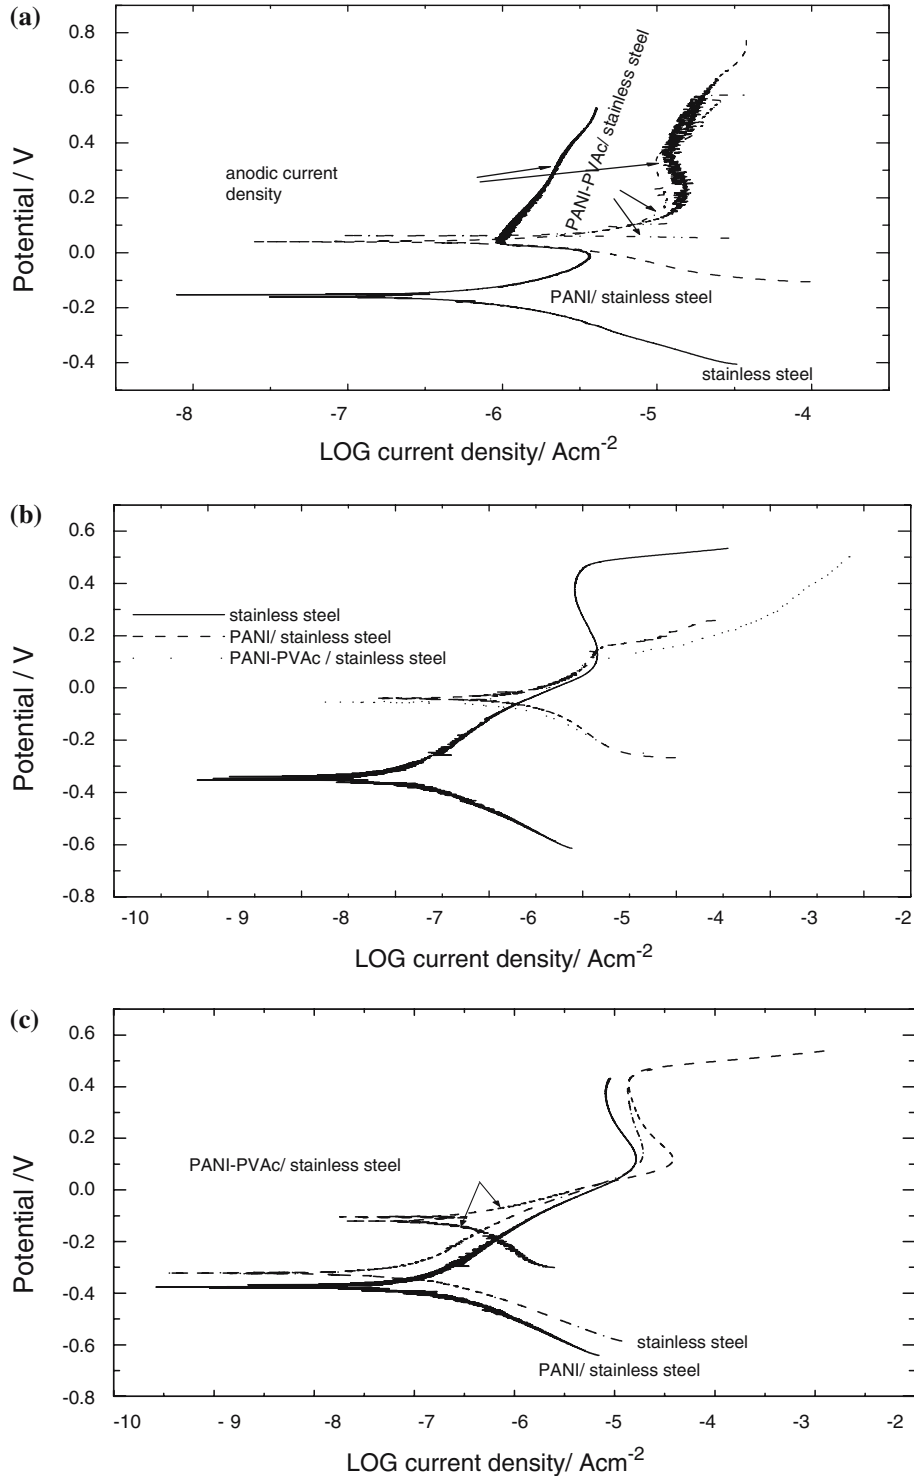 (a)
0.8
0.6
0.4
0.2
0.0
-0.2
-0.4
Potential / V
anodic current
density
PANI-PVAc/ stainless steel
PANI/ stainless steel
stainless steel
-8 -7 -6 -5 -4
LOG current density/ Acm-2
(b)
0.6
0.4
0.2
0.0
-0.2
-0.4
-0.6
-0.8
Potential / V
stainless steel
PANI/ stainless steel
PANI-PVAc / stainless steel
-10 - 9 -8 -7 -6 -5 -4 -3 -2
LOG current density/ Acm-2
(c)
0.6
0.4
0.2
0.0
-0.2
-0.4
-0.6
-0.8
Potential /V
PANI-PVAc/ stainless steel
stainless steel
PANI/ stainless steel
-10 - 9 -8 -7 -6 -5 -4 -3 -2
LOG current density/ Acm-2